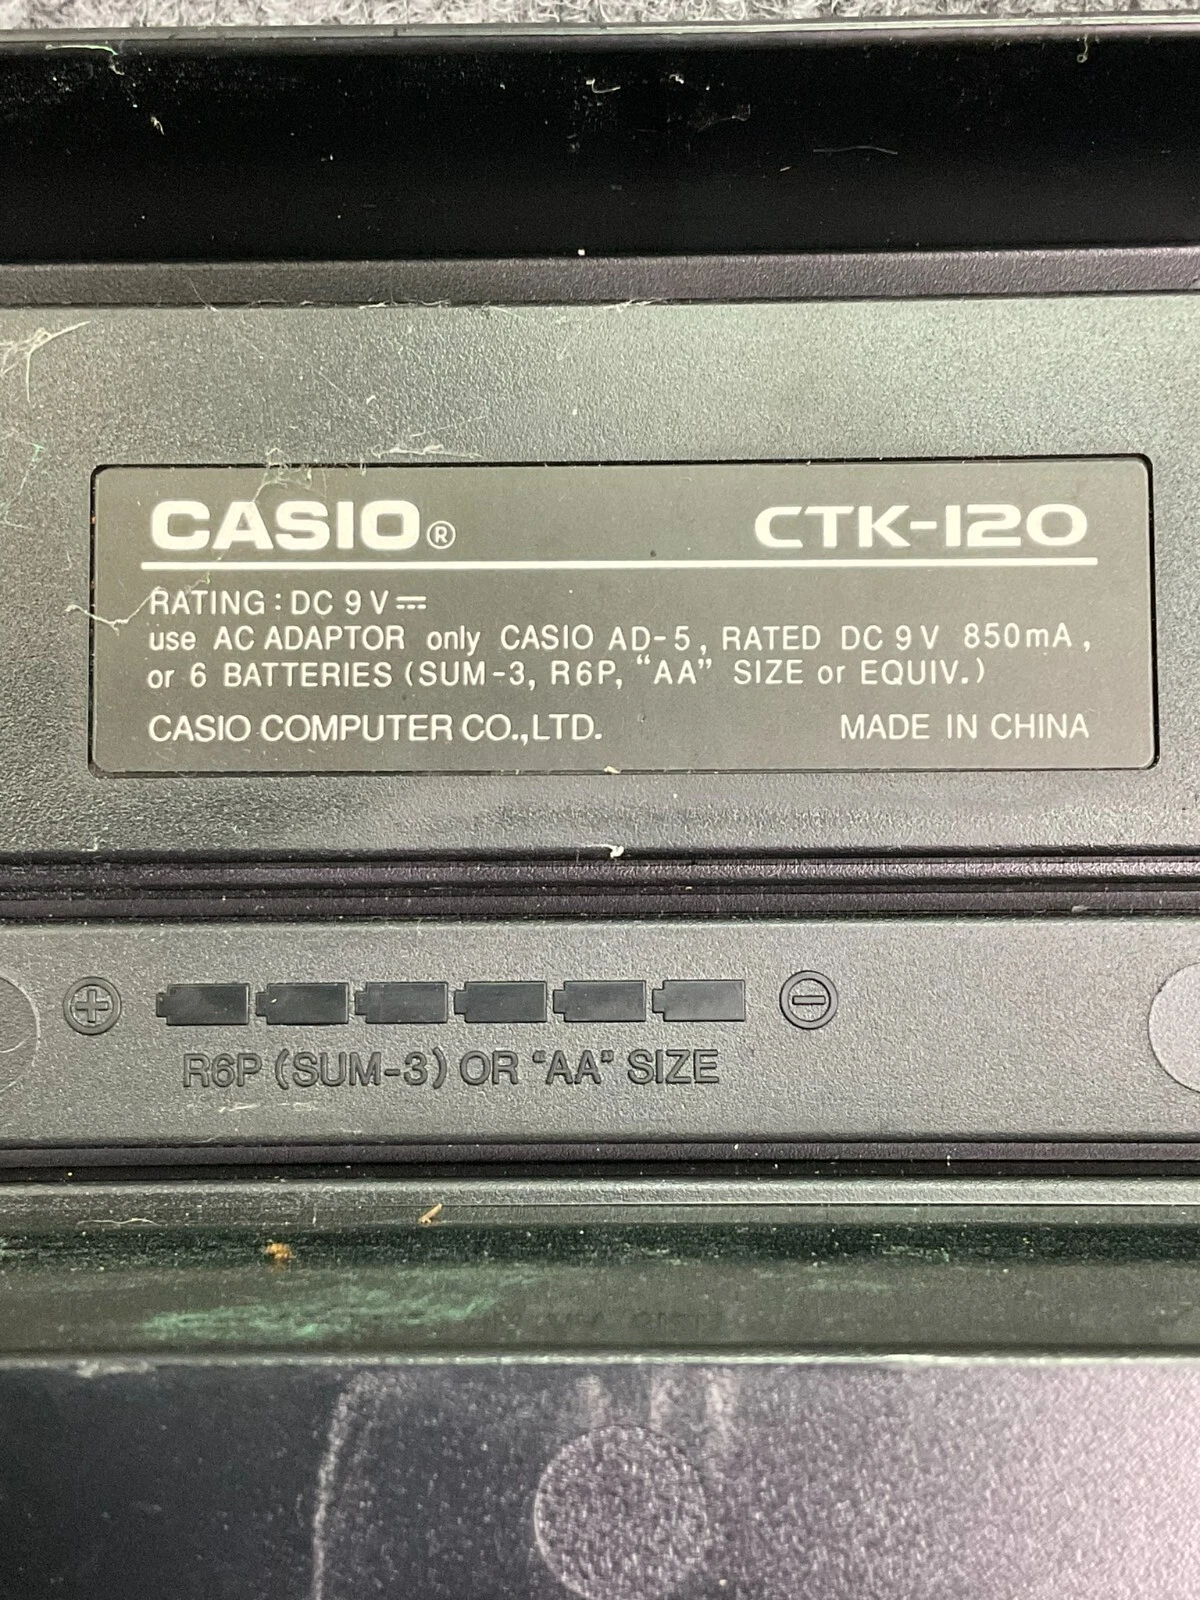 CASIO® CTK-120
RATING : DC 9 V ⎓
use AC ADAPTOR only CASIO AD-5, RATED DC 9 V 850mA,
or 6 BATTERIES (SUM-3, R6P, “AA” SIZE or EQUIV.)
CASIO COMPUTER CO.,LTD. MADE IN CHINA
R6P (SUM-3) OR “AA” SIZE